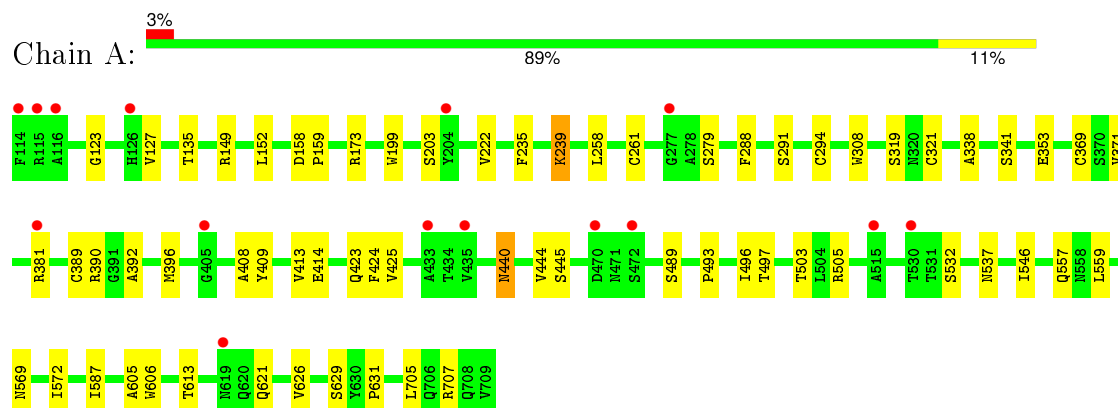 3%
Chain A:
89% 11%
F114 R115 A116 G123 H126 V127 T135 R149 L152 D158 P159 R173 W199 S203 Y204 V222 F235 K239 L258 C261 G277 A278 S279 F288 S291 C294 W308 S319 N320 C321 A338 S341 E353 C369 S370 V371
R381 C389 R390 G391 A392 M396 G405 A408 Y409 V413 E414 Q423 F424 V425 A433 T434 V435 N440 V444 S445 D470 N471 S472 S489 P493 I496 T497 T503 L504 R505 A515 T530 T531 S532 N537 I546 Q557 N558 L559
N569 I572 I587 A605 W606 T613 N619 Q620 Q621 V626 S629 Y630 P631 L705 Q706 R707 Q708 V709